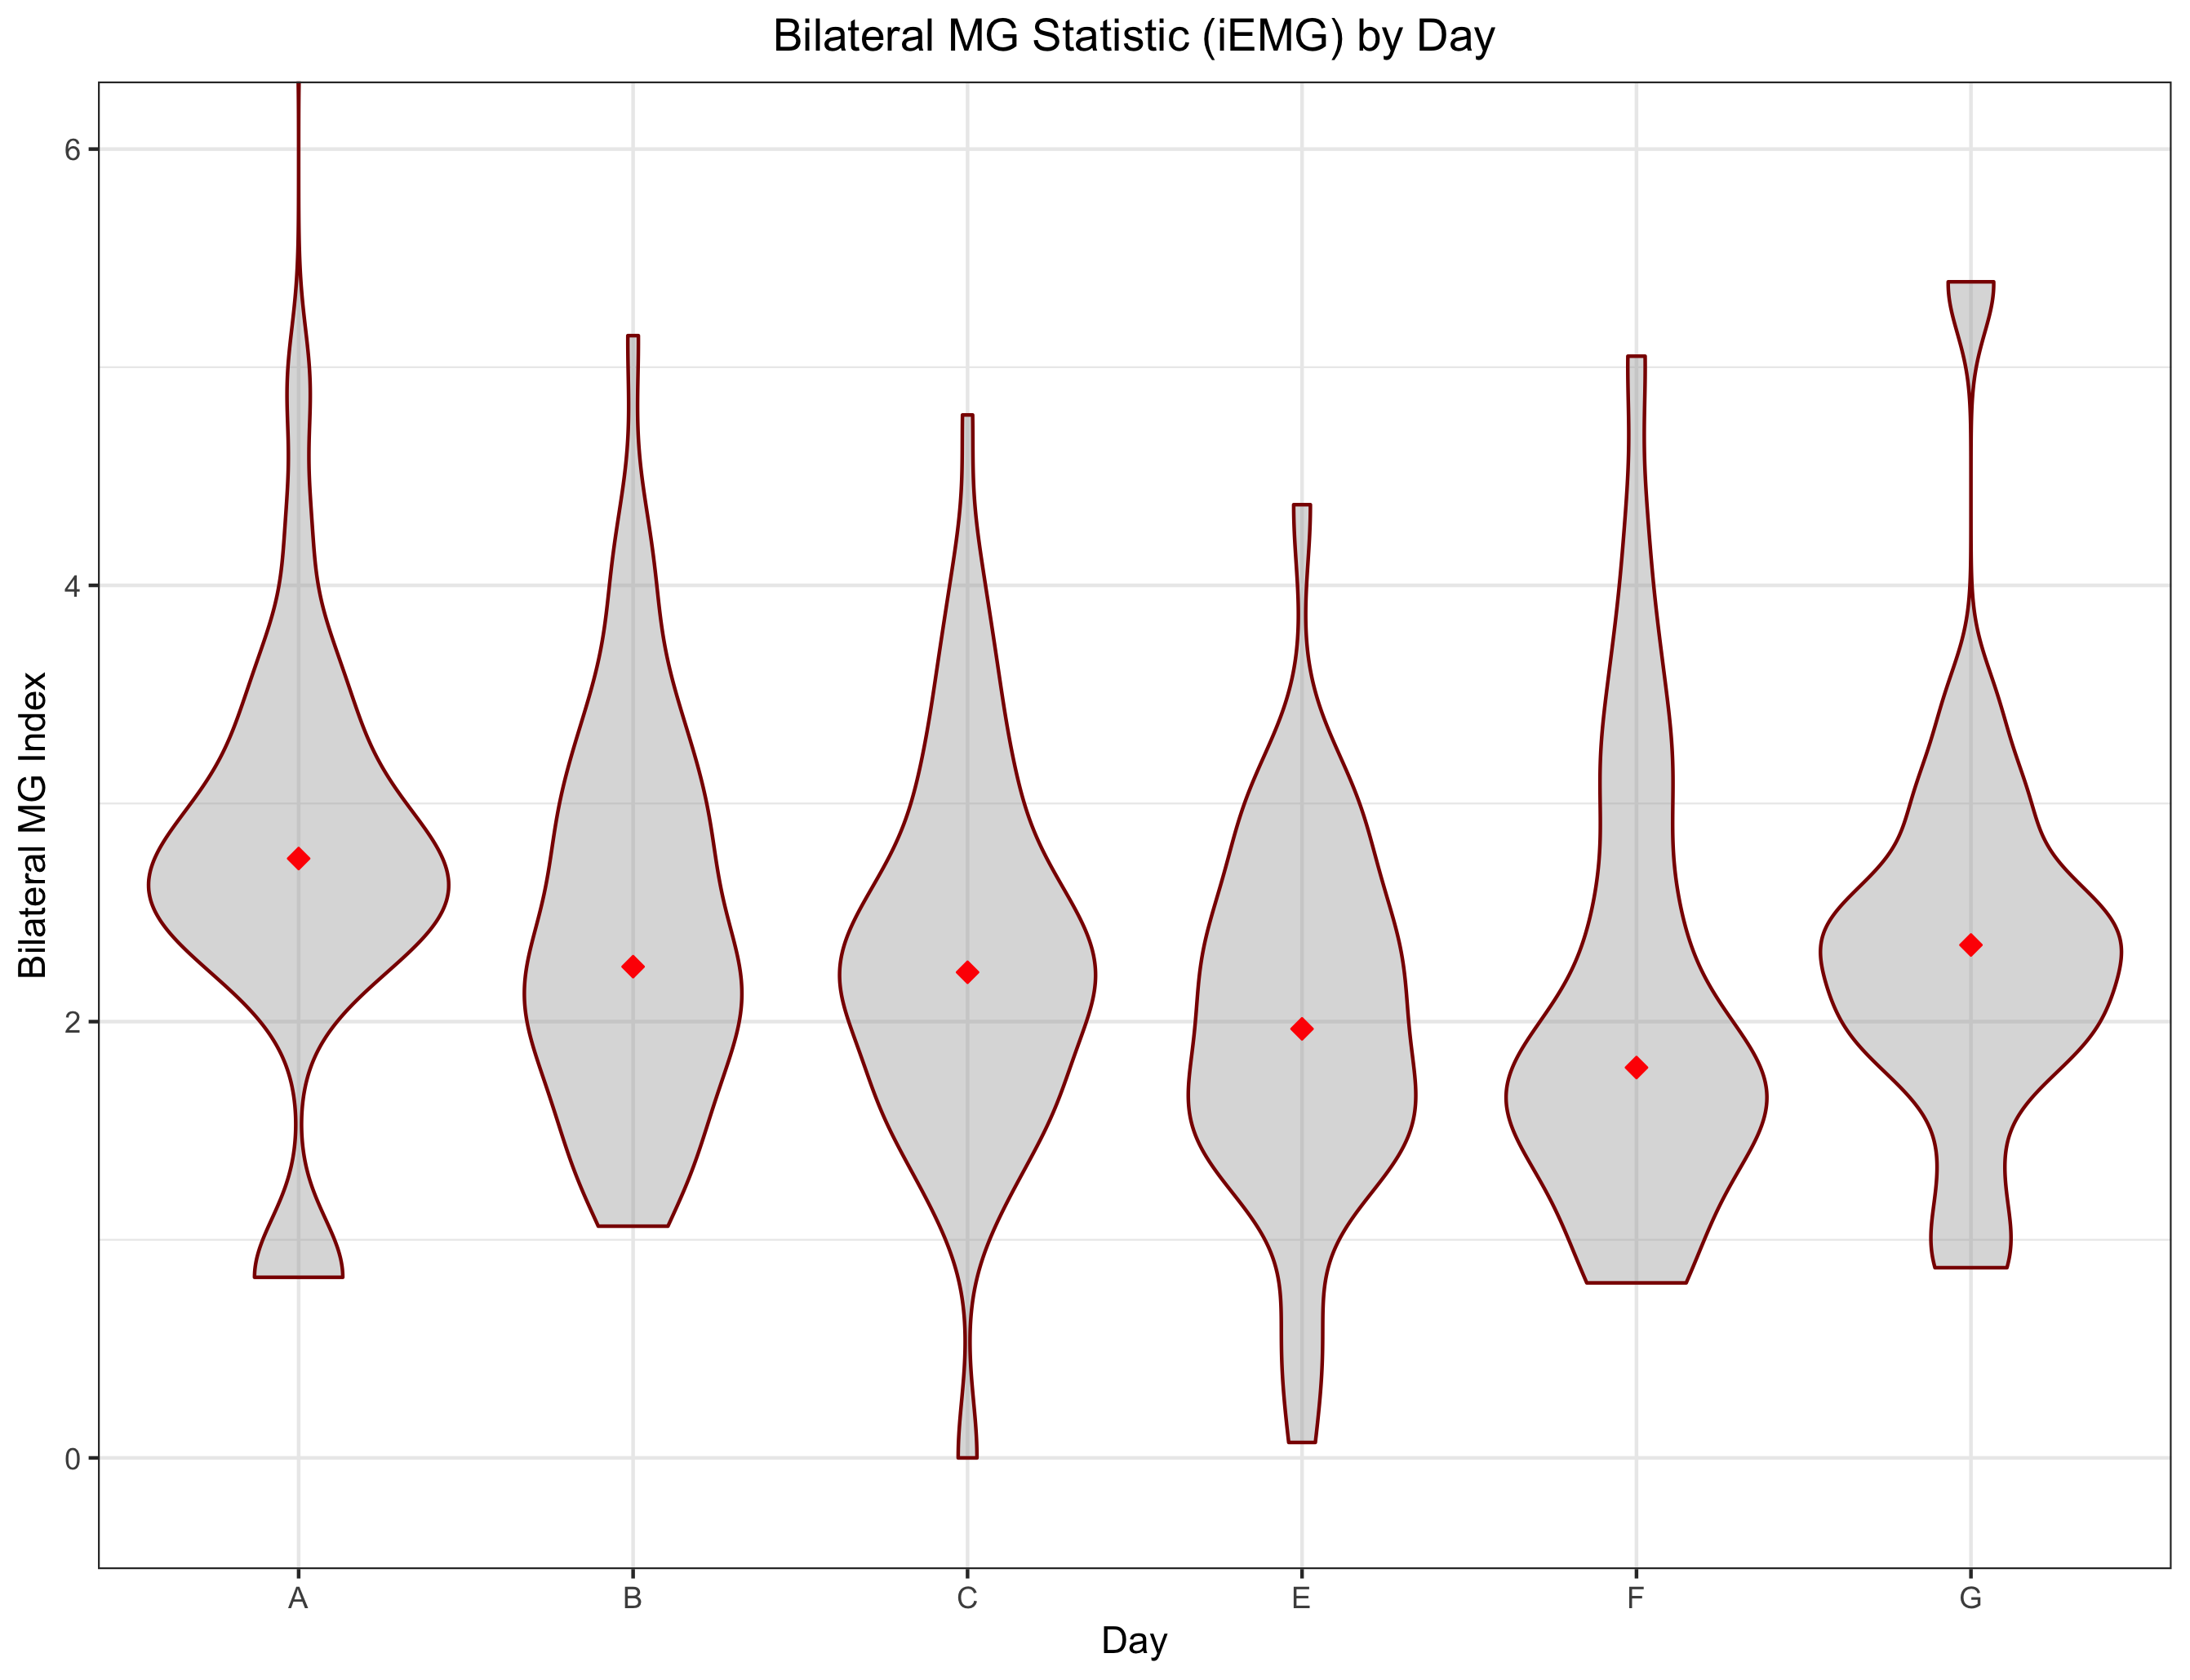 Bilateral MG Statistic (iEMG) by Day
Bilateral MG Index
6
4
2
0
A B C E F G
Day